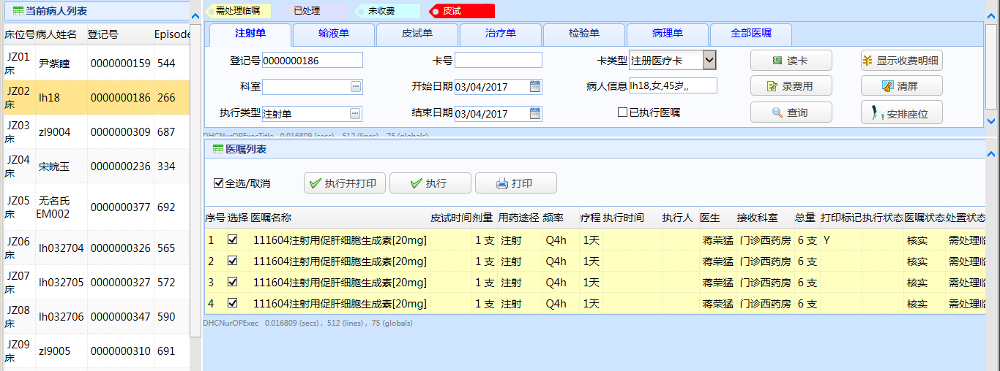 当前病人列表
床位号 病人姓名 登记号 Episode
JZ01床 尹紫瞳 0000000159 544
JZ02床 lh18 0000000186 266
JZ03床 zl9004 0000000309 687
JZ04床 宋皖玉 0000000236 334
JZ05床 无名氏EM002 0000000377 692
JZ06床 lh032704 0000000326 565
JZ07床 lh032705 0000000327 572
JZ08床 lh032706 0000000347 590
JZ09床 zl9005 0000000310 691
需处理临嘱 已处理 未收费 皮试
注射单 输液单 皮试单 治疗单 检验单 病理单 全部医嘱
登记号 0000000186 卡号 卡类型 注册医疗卡 读卡 显示收费明细
科室 开始日期 03/04/2017 病人信息 lh18,女,45岁,, 录费用 清屏
执行类型 注射单 结束日期 03/04/2017 已执行医嘱 查询 安排座位
DHCNurOPExecTitle 0.016809 (secs) , 512 (lines) , 75 (globals)
医嘱列表
全选/取消 执行并打印 执行 打印
序号 选择 医嘱名称 皮试时间 剂量 用药途径 频率 疗程 执行时间 执行人 医生 接收科室 总量 打印标记 执行状态 医嘱状态 处置状态
1 111604注射用促肝细胞生成素[20mg] 1 支 注射 Q4h 1天 蒋荣猛 门诊西药房 6 支 Y 核实 需处理临
2 111604注射用促肝细胞生成素[20mg] 1 支 注射 Q4h 1天 蒋荣猛 门诊西药房 6 支 核实 需处理临
3 111604注射用促肝细胞生成素[20mg] 1 支 注射 Q4h 1天 蒋荣猛 门诊西药房 6 支 核实 需处理临
4 111604注射用促肝细胞生成素[20mg] 1 支 注射 Q4h 1天 蒋荣猛 门诊西药房 6 支 核实 需处理临
DHCNurOPExec 0.016809 (secs) , 512 (lines) , 75 (globals)